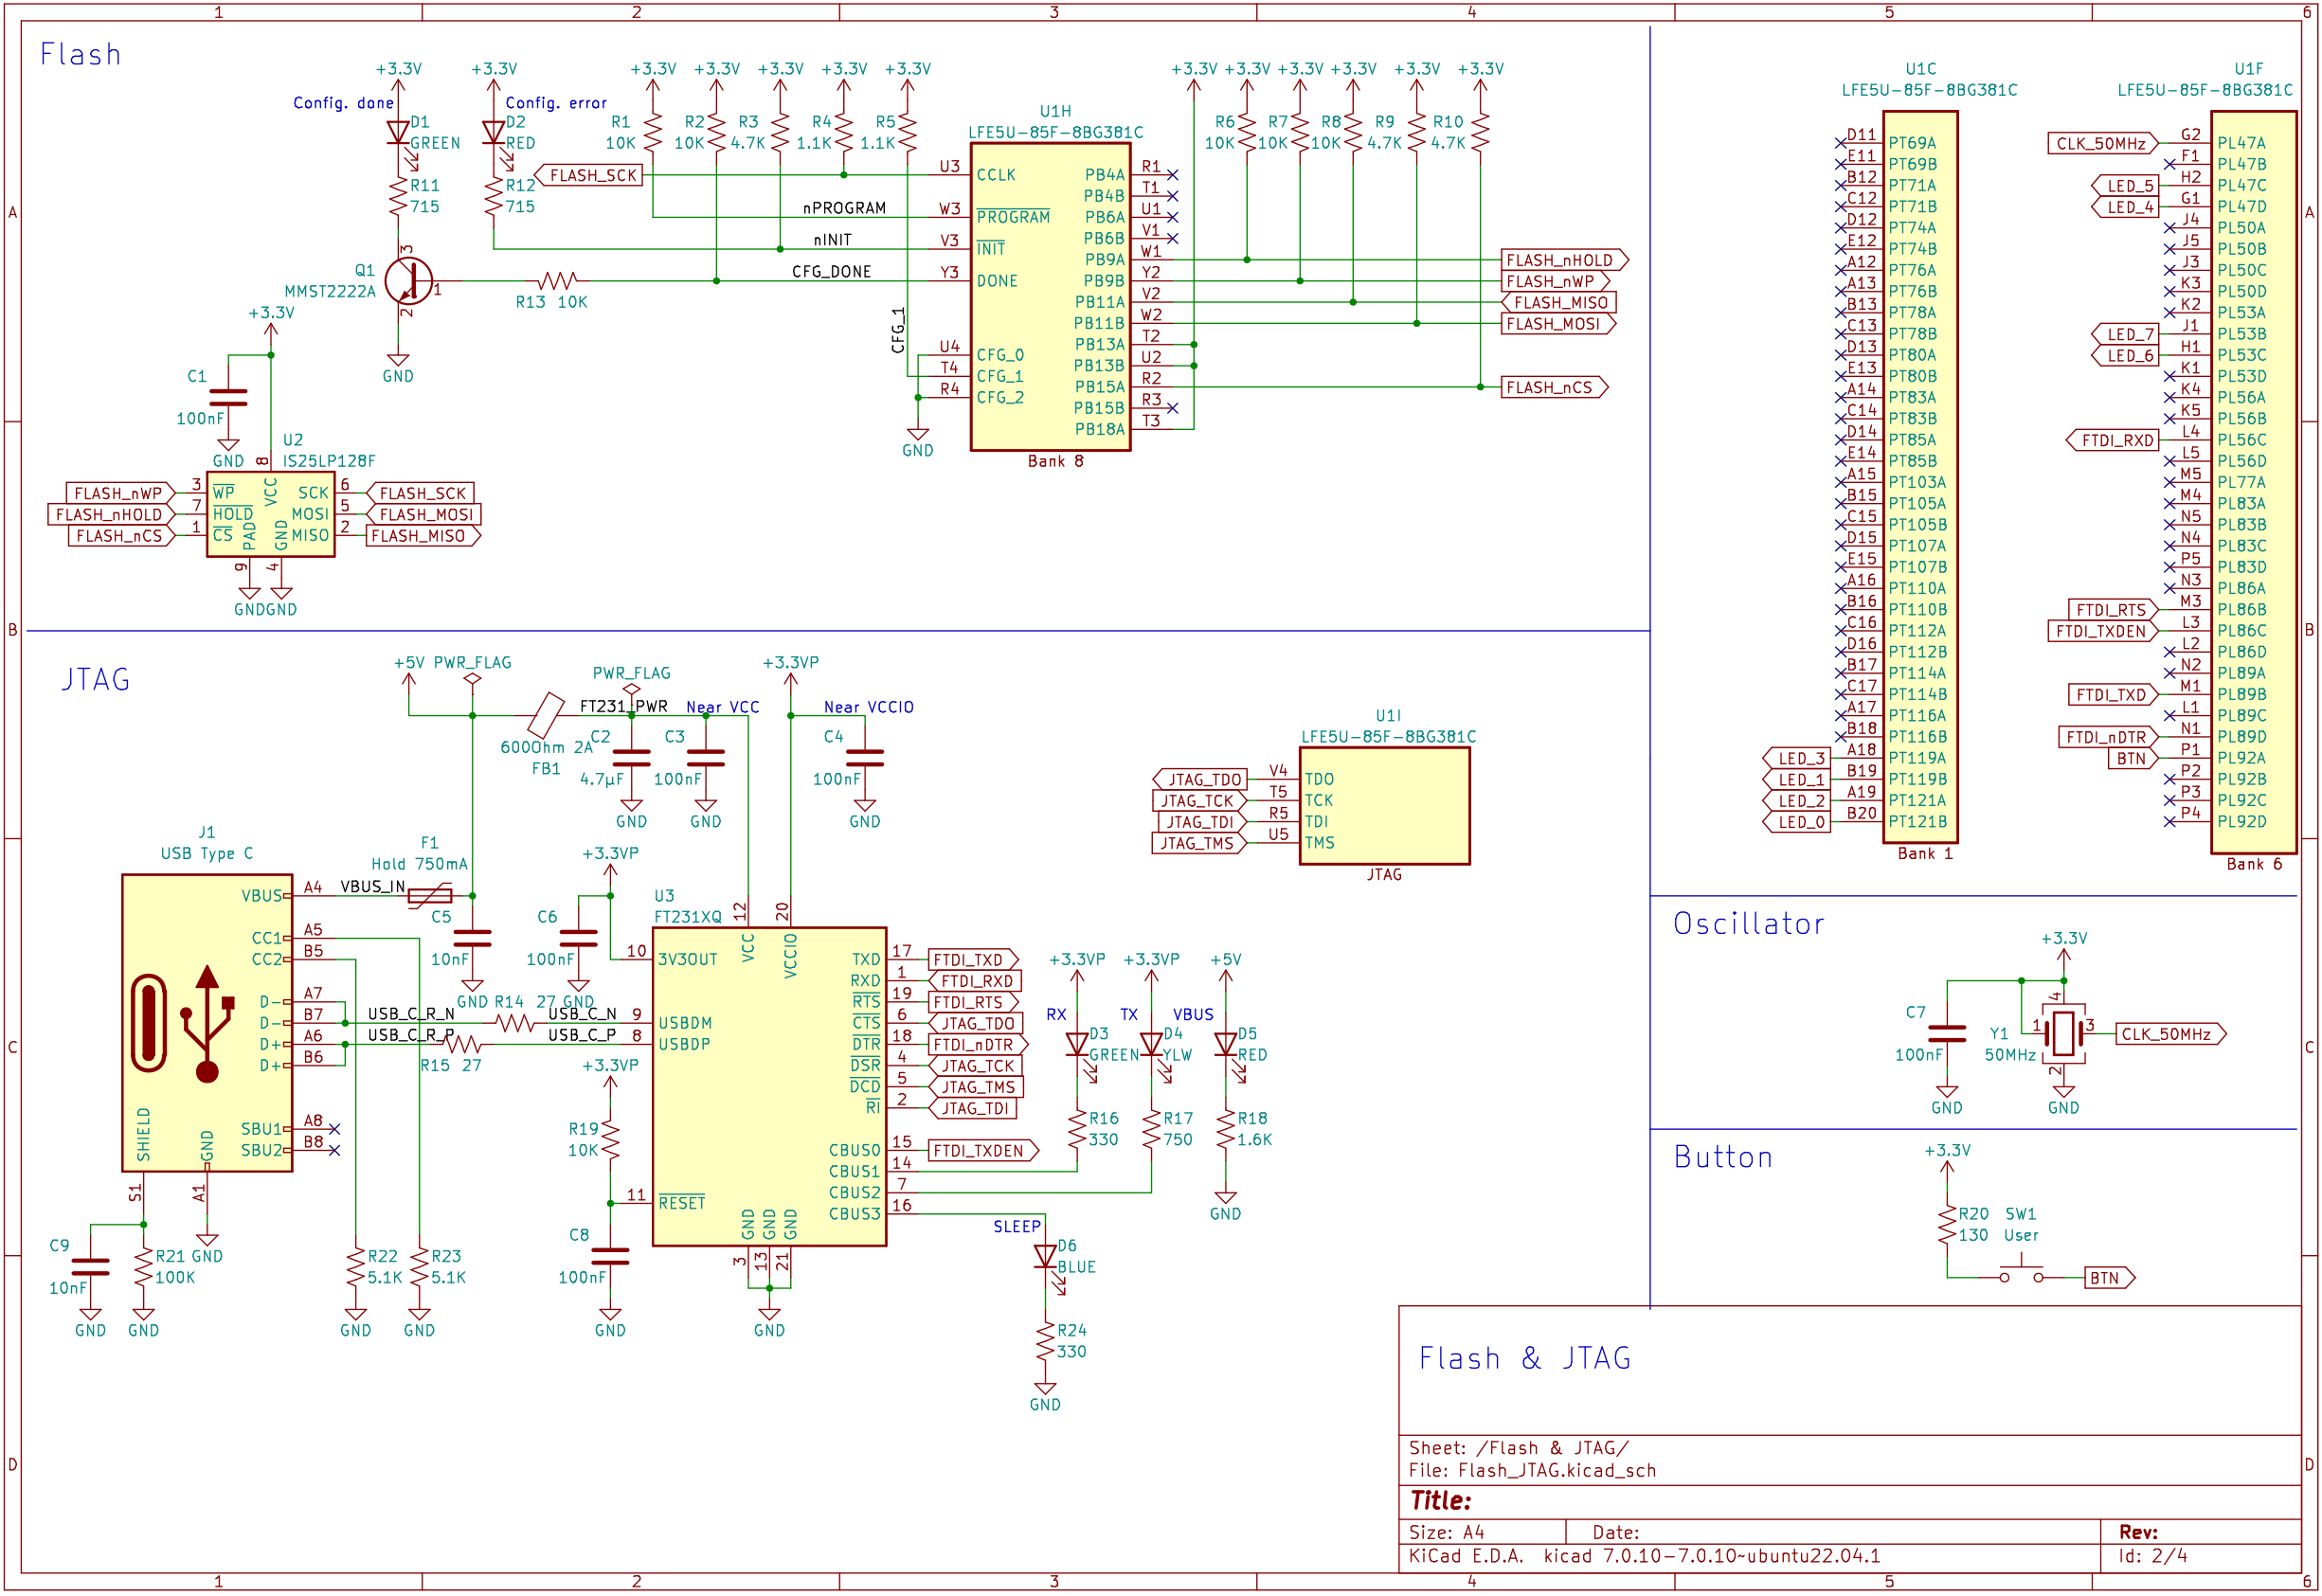 1 2 3 4 5 6
A
B
C
D
Flash
+3.3V
Config. done
D1
GREEN
R11
715
+3.3V
Config. error
D2
RED
R12
715
3
Q1
MMST2222A
1
2
GND
R13 10K
+3.3V
R1
10K
+3.3V
R2
10K
+3.3V
R3
4.7K
+3.3V
R4
1.1K
+3.3V
R5
1.1K
FLASH_SCK
nPROGRAM
nINIT
CFG_DONE
CFG_1
GND
U1H
LFE5U-85F-8BG381C
U3 CCLK
W3 PROGRAM
V3 INIT
Y3 DONE
U4 CFG_0
T4 CFG_1
R4 CFG_2
PB4A R1
PB4B T1
PB6A U1
PB6B V1
PB9A W1
PB9B Y2
PB11A V2
PB11B W2
PB13A T2
PB13B U2
PB15A R2
PB15B R3
PB18A T3
Bank 8
+3.3V
+3.3V
R6
10K
+3.3V
R7
10K
+3.3V
R8
10K
+3.3V
R9
4.7K
+3.3V
R10
4.7K
FLASH_nHOLD
FLASH_nWP
FLASH_MISO
FLASH_MOSI
FLASH_nCS
+3.3V
C1
100nF
GND
U2
IS25LP128F
8
VCC
FLASH_nWP 3 WP
FLASH_nHOLD 7 HOLD
FLASH_nCS 1 CS
SCK 6 FLASH_SCK
MOSI 5 FLASH_MOSI
MISO 2 FLASH_MISO
PAD
GND
9
4
GND
GND
JTAG
+5V PWR_FLAG
PWR_FLAG
FT231_PWR
Near VCC
600Ohm 2A
FB1
C2
4.7µF
GND
C3
100nF
GND
+3.3VP
Near VCCIO
C4
100nF
GND
J1
USB Type C
VBUS A4
CC1 A5
CC2 B5
D- A7
D- B7
D+ A6
D+ B6
SBU1 A8
SBU2 B8
SHIELD
GND
S1
A1
VBUS_IN
F1
Hold 750mA
C5
10nF
GND
USB_C_R_N
R14 27
USB_C_N
USB_C_R_P
R15 27
USB_C_P
C9
10nF
GND
R21
100K
GND
GND
R22
5.1K
GND
R23
5.1K
GND
+3.3VP
C6
100nF
GND
+3.3VP
R19
10K
C8
100nF
GND
U3
FT231XQ
12
VCC
20
VCCIO
10 3V3OUT
9 USBDM
8 USBDP
11 RESET
GND
GND
GND
3
13
21
GND
TXD 17 FTDI_TXD
RXD 1 FTDI_RXD
RTS 19 FTDI_RTS
CTS 6 JTAG_TDO
DTR 18 FTDI_nDTR
DSR 4 JTAG_TCK
DCD 5 JTAG_TMS
RI 2 JTAG_TDI
CBUS0 15 FTDI_TXDEN
CBUS1 14
CBUS2 7
CBUS3 16
+3.3VP
RX
D3
GREEN
R16
330
+3.3VP
TX
D4
YLW
R17
750
+5V
VBUS
D5
RED
R18
1.6K
GND
SLEEP
D6
BLUE
R24
330
GND
U1I
LFE5U-85F-8BG381C
JTAG_TDO V4 TDO
JTAG_TCK T5 TCK
JTAG_TDI R5 TDI
JTAG_TMS U5 TMS
JTAG
U1C
LFE5U-85F-8BG381C
D11 PT69A
E11 PT69B
B12 PT71A
C12 PT71B
D12 PT74A
E12 PT74B
A12 PT76A
A13 PT76B
B13 PT78A
C13 PT78B
D13 PT80A
E13 PT80B
A14 PT83A
C14 PT83B
D14 PT85A
E14 PT85B
A15 PT103A
B15 PT105A
C15 PT105B
D15 PT107A
E15 PT107B
A16 PT110A
B16 PT110B
C16 PT112A
D16 PT112B
B17 PT114A
C17 PT114B
A17 PT116A
B18 PT116B
LED_3 A18 PT119A
LED_1 B19 PT119B
LED_2 A19 PT121A
LED_0 B20 PT121B
Bank 1
U1F
LFE5U-85F-8BG381C
CLK_50MHz G2 PL47A
F1 PL47B
LED_5 H2 PL47C
LED_4 G1 PL47D
J4 PL50A
J5 PL50B
J3 PL50C
K3 PL50D
K2 PL53A
LED_7 J1 PL53B
LED_6 H1 PL53C
K1 PL53D
K4 PL56A
K5 PL56B
FTDI_RXD L4 PL56C
L5 PL56D
M5 PL77A
M4 PL83A
N5 PL83B
N4 PL83C
P5 PL83D
N3 PL86A
FTDI_RTS M3 PL86B
FTDI_TXDEN L3 PL86C
L2 PL86D
N2 PL89A
FTDI_TXD M1 PL89B
L1 PL89C
FTDI_nDTR N1 PL89D
BTN P1 PL92A
P2 PL92B
P3 PL92C
P4 PL92D
Bank 6
Oscillator
+3.3V
C7
100nF
GND
4
1
3
2
Y1
50MHz
GND
CLK_50MHz
Button
+3.3V
R20
130
SW1
User
BTN
Flash & JTAG
Sheet: /Flash & JTAG/
File: Flash_JTAG.kicad_sch
Title:
Size: A4 Date: Rev:
KiCad E.D.A. kicad 7.0.10-7.0.10~ubuntu22.04.1 Id: 2/4
A
B
C
D
1 2 3 4 5 6